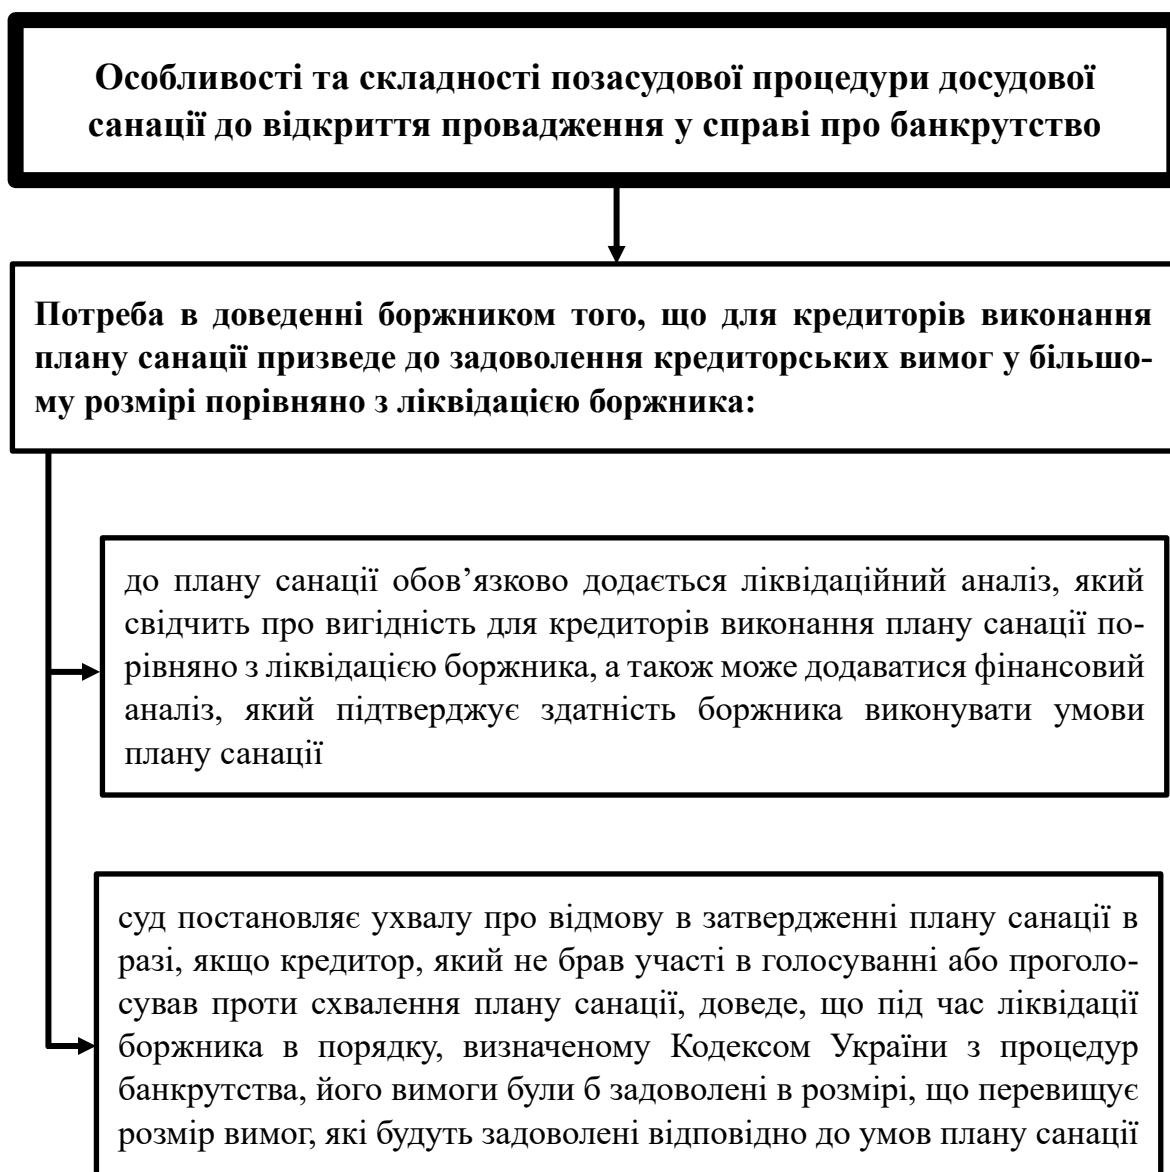 Особливості та складності позасудової процедури досудової
санації до відкриття провадження у справі про банкрутство
Потреба в доведенні боржником того, що для кредиторів виконання
плану санації призведе до задоволення кредиторських вимог у більшо-
му розмірі порівняно з ліквідацією боржника:
до плану санації обов’язково додається ліквідаційний аналіз, який
свідчить про вигідність для кредиторів виконання плану санації по-
рівняно з ліквідацією боржника, а також може додаватися фінансовий
аналіз, який підтверджує здатність боржника виконувати умови
плану санації
суд постановляє ухвалу про відмову в затвердженні плану санації в
разі, якщо кредитор, який не брав участі в голосуванні або проголо-
сував проти схвалення плану санації, доведе, що під час ліквідації
боржника в порядку, визначеному Кодексом України з процедур
банкрутства, його вимоги були б задоволені в розмірі, що перевищує
розмір вимог, які будуть задоволені відповідно до умов плану санації